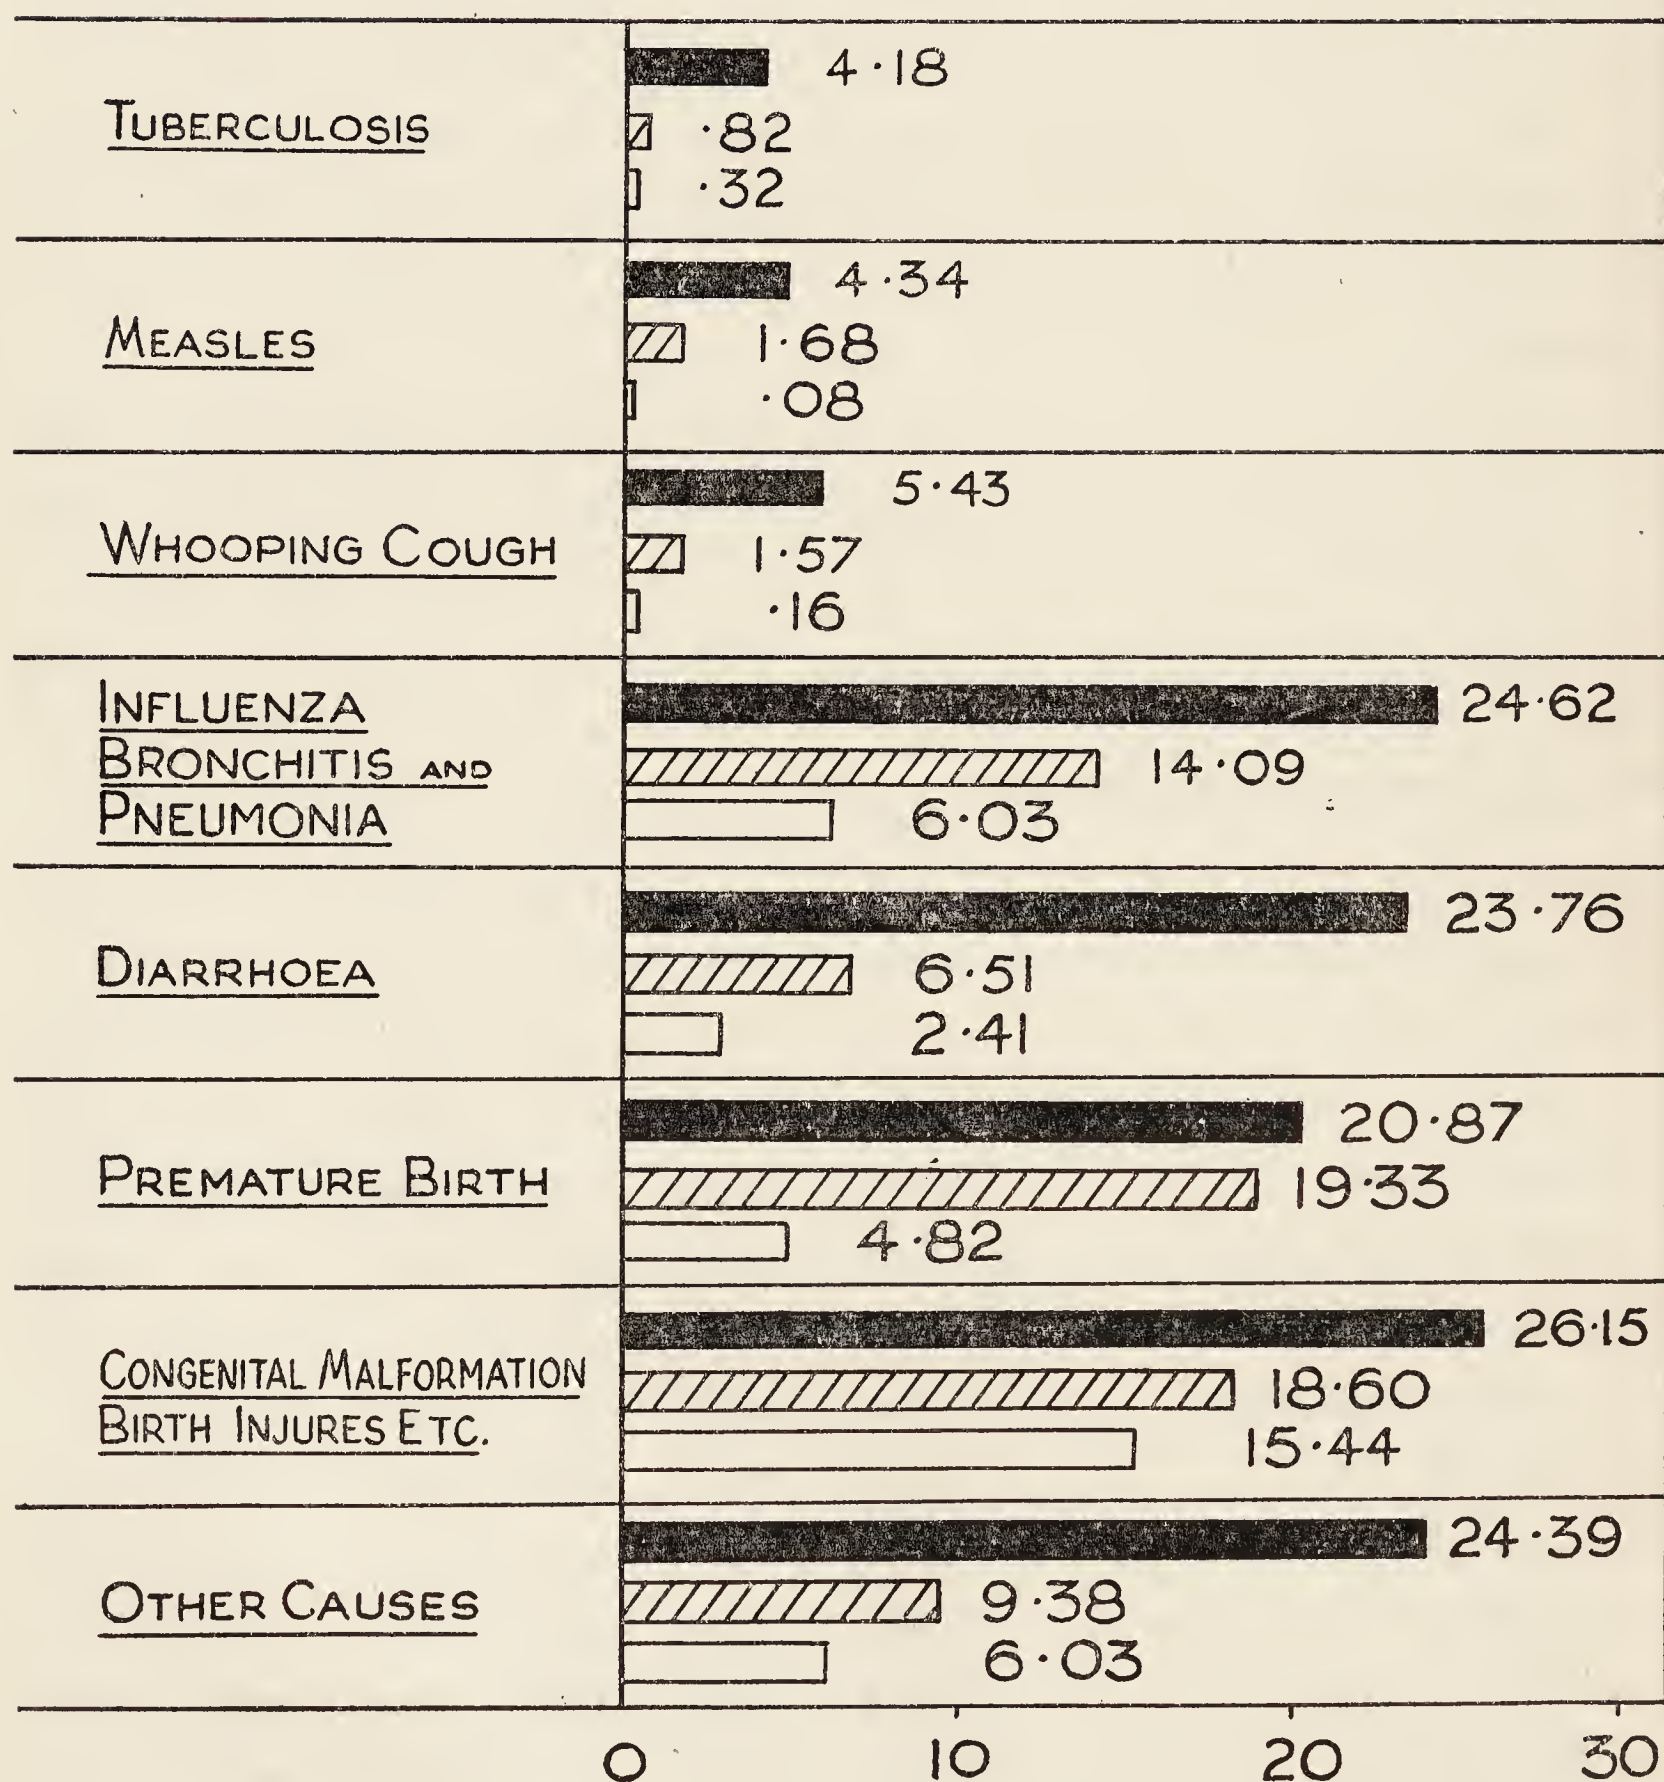 TUBERCULOSIS
4·18
·82
·32
MEASLES
4·34
1·68
·08
WHOOPING COUGH
5·43
1·57
·16
INFLUENZA
BRONCHITIS AND
PNEUMONIA
24·62
14·09
6·03
DIARRHOEA
23·76
6·51
2·41
PREMATURE BIRTH
20·87
19·33
4·82
CONGENITAL MALFORMATION
BIRTH INJURES ETC.
26·15
18·60
15·44
OTHER CAUSES
24·39
9·38
6·03
0 10 20 30